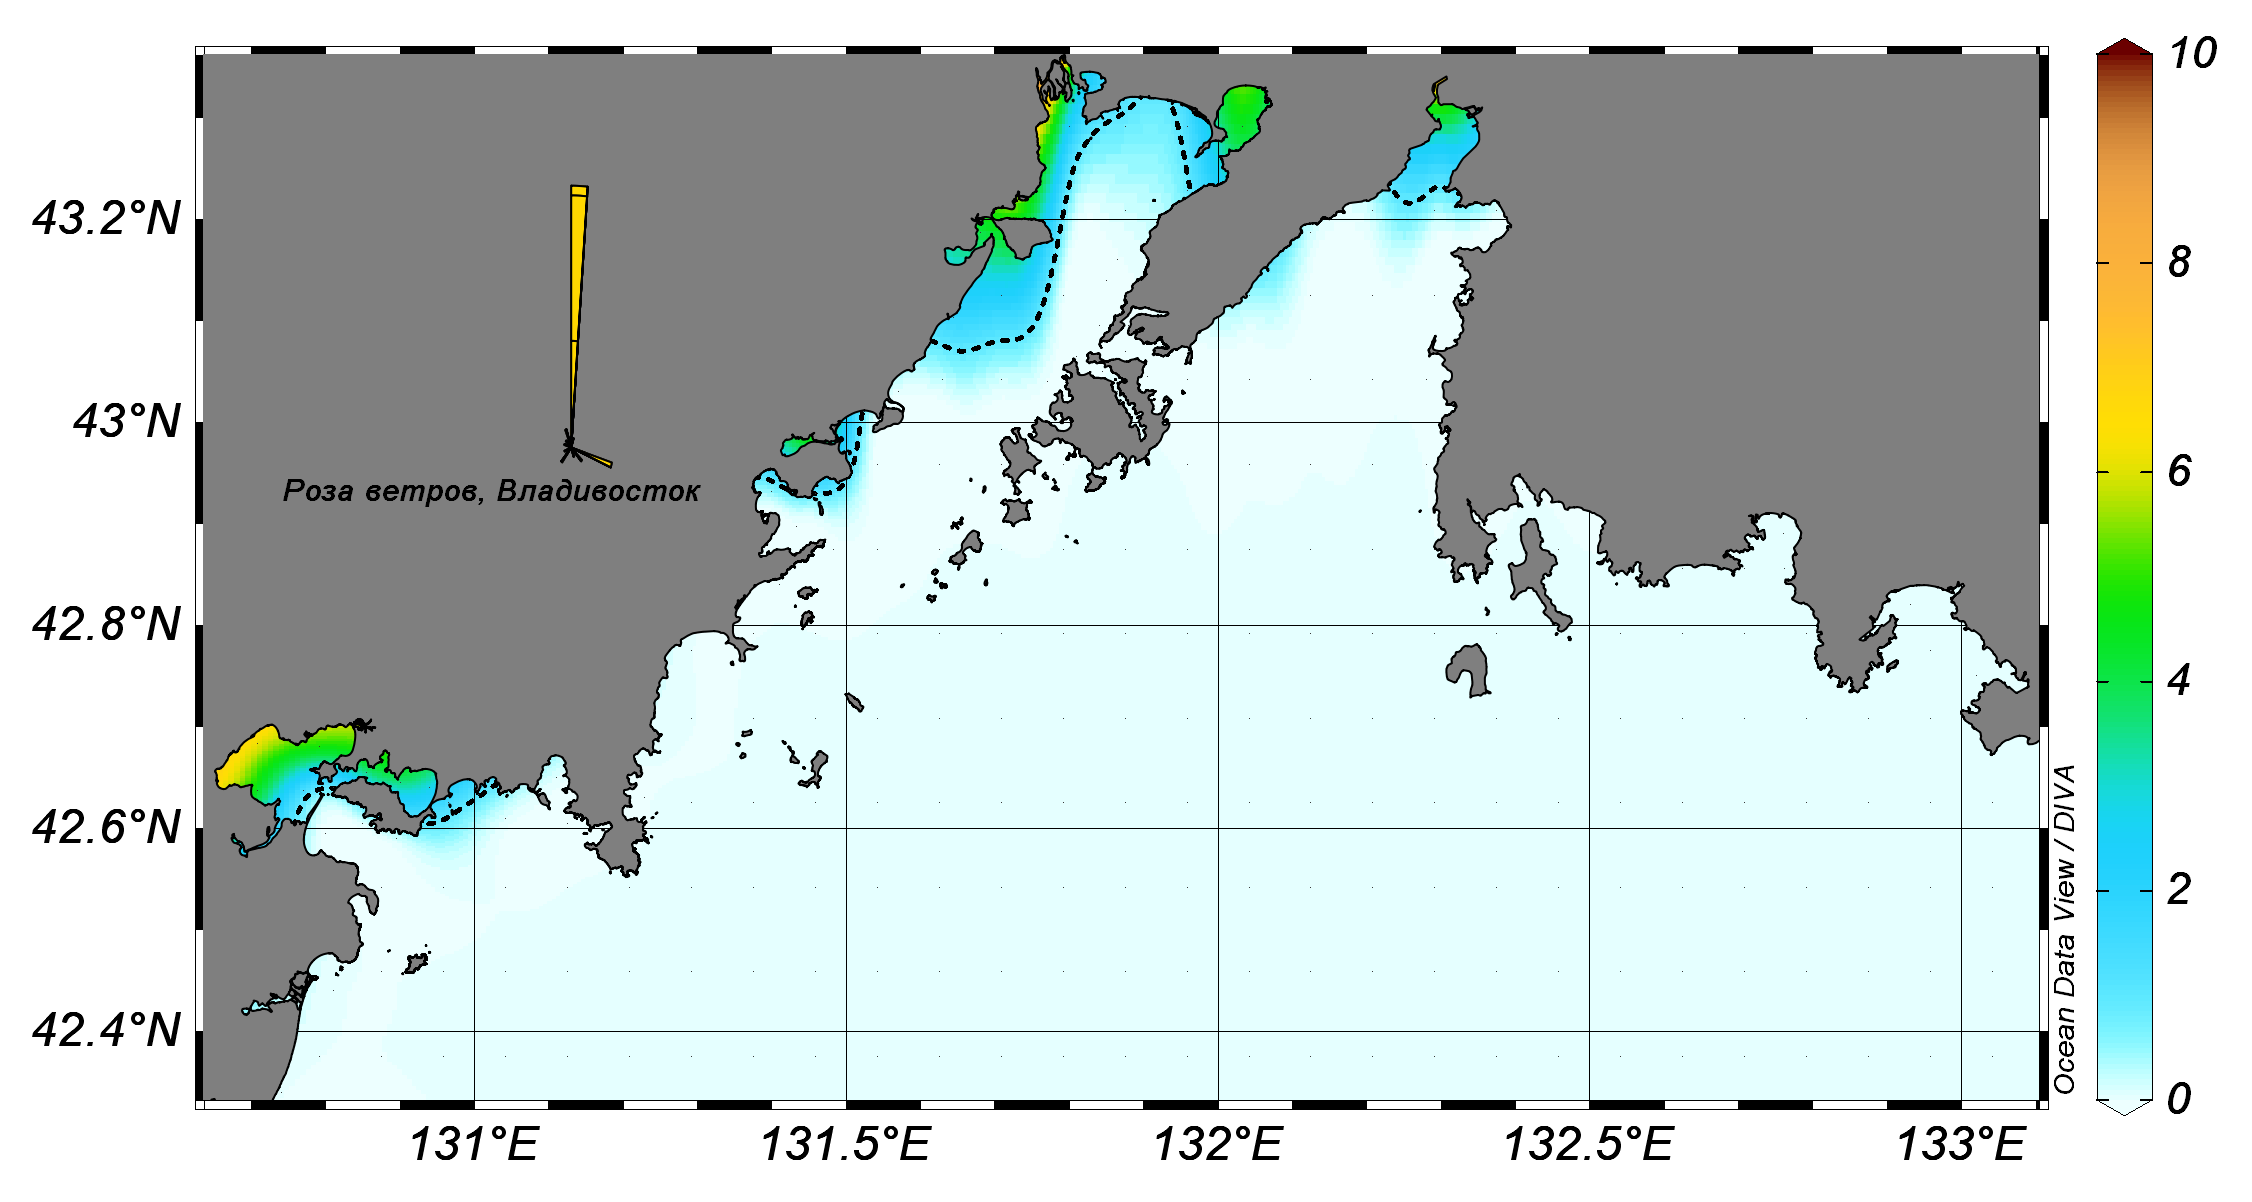 10
43.2°N
8
43°N
6
Роза ветров, Владивосток
42.8°N
4
42.6°N
2
42.4°N
0
Ocean Data View / DIVA
131°E
131.5°E
132°E
132.5°E
133°E